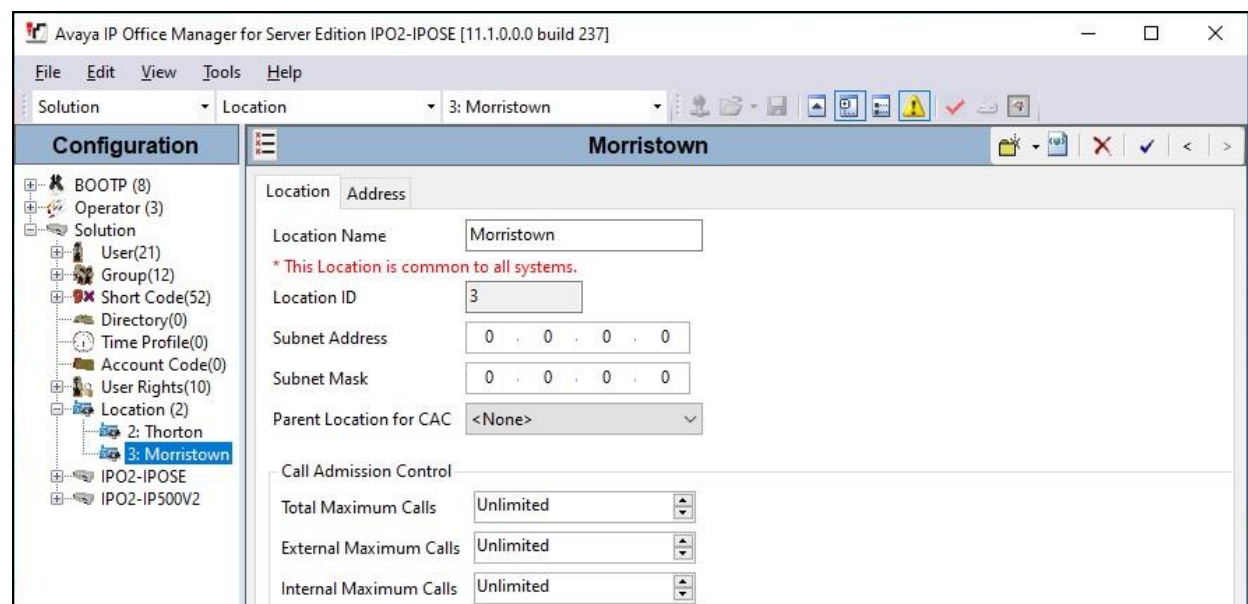 Avaya IP Office Manager for Server Edition IPO2-IPOSE [11.1.0.0.0 build 237]
File Edit View Tools Help
Solution Location 3: Morristown
Configuration
BOOTP (8)
Operator (3)
Solution
User(21)
Group(12)
Short Code(52)
Directory(0)
Time Profile(0)
Account Code(0)
User Rights(10)
Location (2)
2: Thorton
3: Morristown
IPO2-IPOSE
IPO2-IP500V2
Morristown
Location Address
Location Name Morristown
* This Location is common to all systems.
Location ID 3
Subnet Address 0 . 0 . 0 . 0
Subnet Mask 0 . 0 . 0 . 0
Parent Location for CAC <None>
Call Admission Control
Total Maximum Calls Unlimited
External Maximum Calls Unlimited
Internal Maximum Calls Unlimited